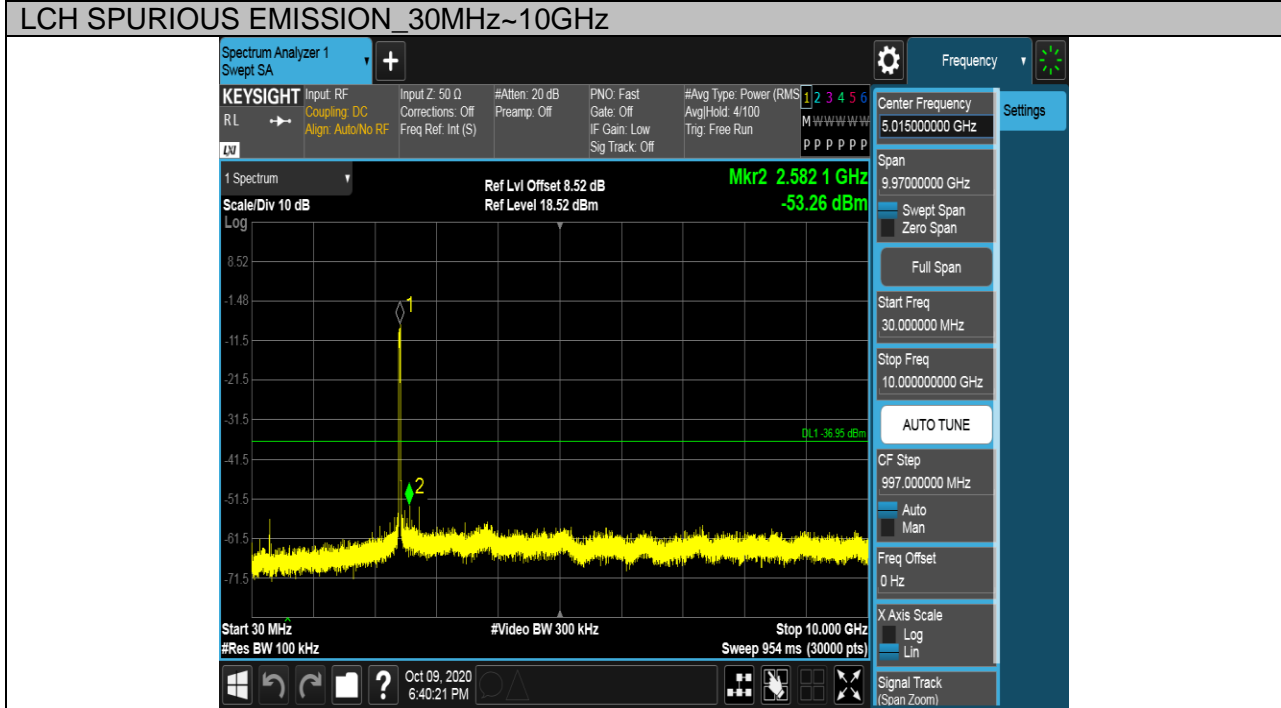 LCH SPURIOUS EMISSION_30MHz~10GHz
Spectrum Analyzer 1
Swept SA
+
Frequency
KEYSIGHT
RL
LXI
Input: RF
Coupling: DC
Align: Auto/No RF
Input Z: 50 Ω
Corrections: Off
Freq Ref: Int (S)
#Atten: 20 dB
Preamp: Off
PNO: Fast
Gate: Off
IF Gain: Low
Sig Track: Off
#Avg Type: Power (RMS
Avg|Hold: 4/100
Trig: Free Run
1 2 3 4 5 6
M W W W W W
P P P P P P
1 Spectrum
Scale/Div 10 dB
Log
Ref Lvl Offset 8.52 dB
Ref Level 18.52 dBm
Mkr2 2.582 1 GHz
-53.26 dBm
8.52
-1.48
-11.5
-21.5
-31.5
-41.5
-51.5
-61.5
-71.5
1
2
DL1 -36.95 dBm
Start 30 MHz
#Res BW 100 kHz
#Video BW 300 kHz
Stop 10.000 GHz
Sweep 954 ms (30000 pts)
?
Oct 09, 2020
6:40:21 PM
Center Frequency
5.015000000 GHz
Span
9.97000000 GHz
Swept Span
Zero Span
Full Span
Start Freq
30.000000 MHz
Stop Freq
10.000000000 GHz
AUTO TUNE
CF Step
997.000000 MHz
Auto
Man
Freq Offset
0 Hz
X Axis Scale
Log
Lin
Signal Track
(Span Zoom)
Settings